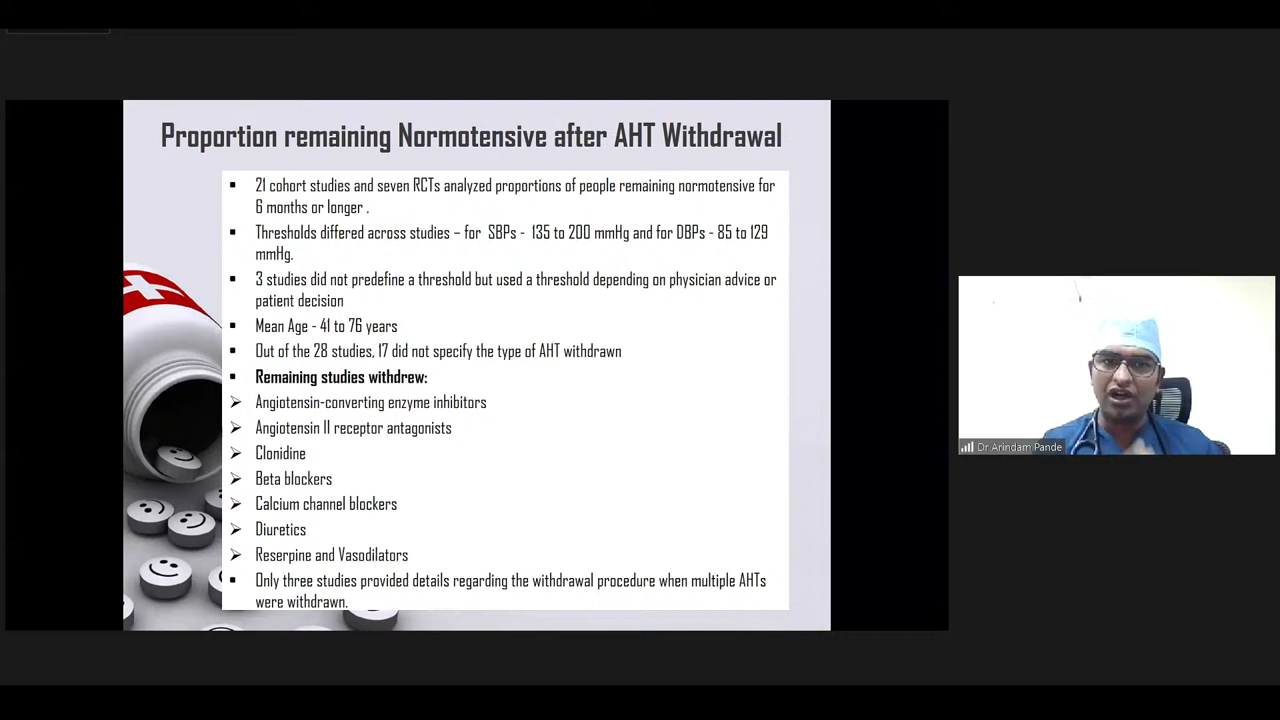 Proportion remaining Normotensive after AHT Withdrawal
21 cohort studies and seven RCTs analyzed proportions of people remaining normotensive for
6 months or longer .
Thresholds differed across studies – for SBPs - 135 to 200 mmHg and for DBPs - 85 to 129
mmHg.
3 studies did not predefine a threshold but used a threshold depending on physician advice or
patient decision
Mean Age - 41 to 76 years
Out of the 28 studies, 17 did not specify the type of AHT withdrawn
Remaining studies withdrew:
Angiotensin-converting enzyme inhibitors
Angiotensin II receptor antagonists
Clonidine
Beta blockers
Calcium channel blockers
Diuretics
Reserpine and Vasodilators
Only three studies provided details regarding the withdrawal procedure when multiple AHTs
were withdrawn.
Dr Arindam Pande